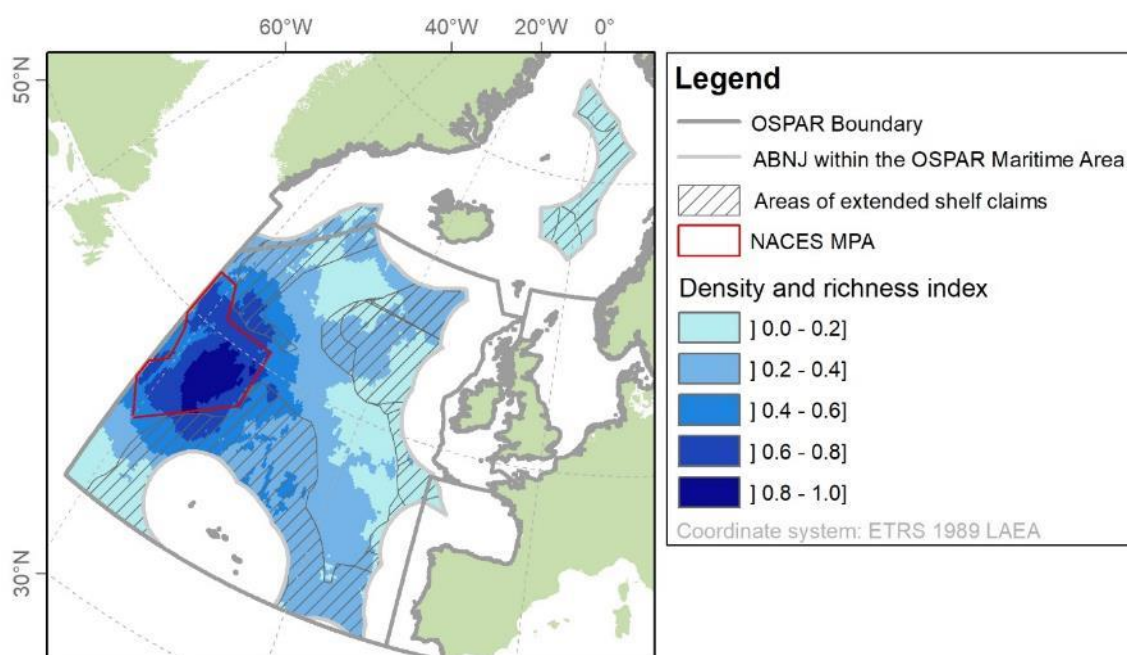 60°W
40°W
20°W
0°
50°N
30°N
Legend
OSPAR Boundary
ABNJ within the OSPAR Maritime Area
Areas of extended shelf claims
NACES MPA
Density and richness index
] 0.0 - 0.2]
] 0.2 - 0.4]
] 0.4 - 0.6]
] 0.6 - 0.8]
] 0.8 - 1.0]
Coordinate system: ETRS 1989 LAEA